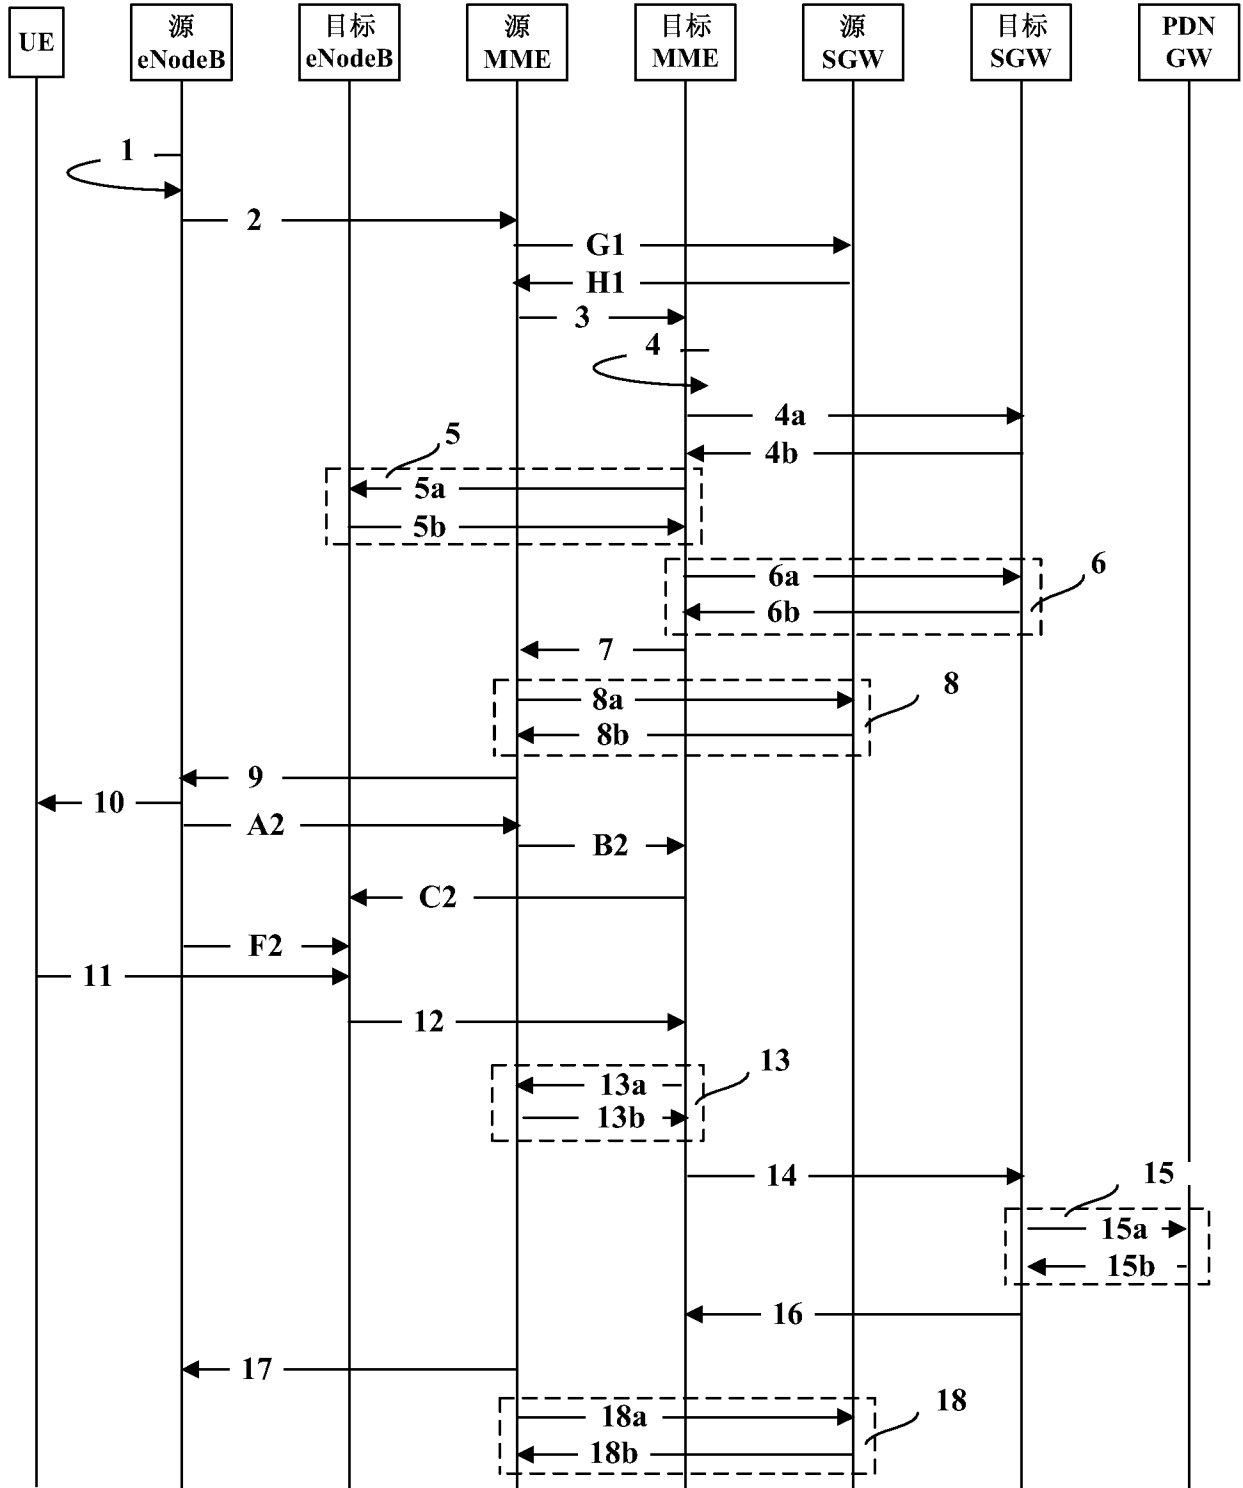 UE
源
eNodeB
目标
eNodeB
源
MME
目标
MME
源
SGW
目标
SGW
PDN
GW
1
2
G1
H1
3
4
4a
4b
5
5a
5b
6
6a
6b
7
8
8a
8b
9
10
A2
B2
C2
F2
11
12
13
13a
13b
14
15
15a
15b
16
17
18
18a
18b